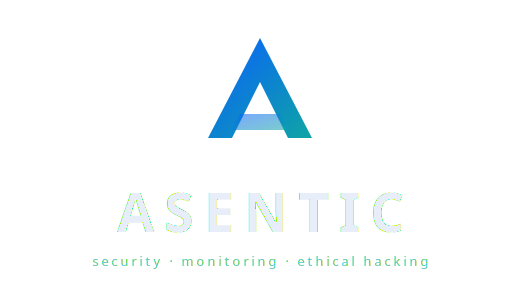 ASENTIC
security · monitoring · ethical hacking